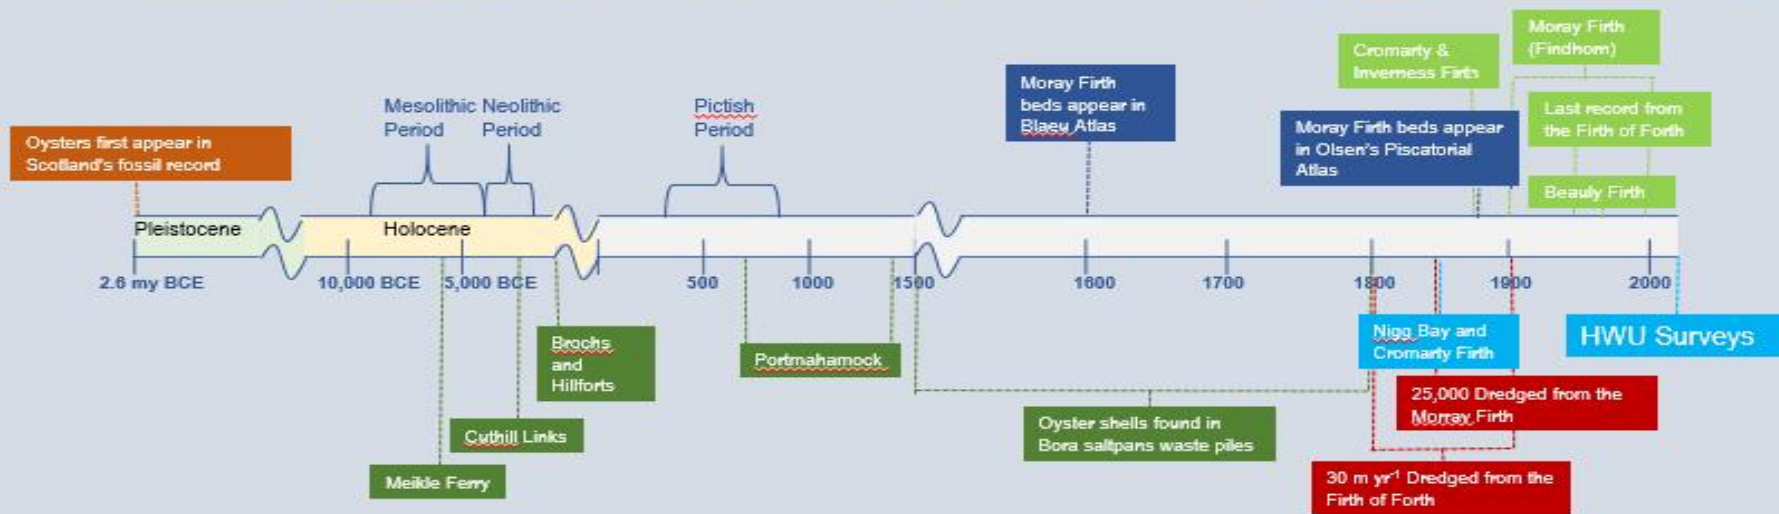 Moray Firth
(Findhorn)
Cromarty &
Inverness Firth
Moray Firth
beds appear in
Blaeu Atlas
Mesolithic Neolithic
Period Period
Pictish
Period
Last record from
the Firth of Forth
Oysters first appear in
Scotland's fossil record
Moray Firth beds appear
in Olsen's Piscatorial
Atlas
Beauly Firth
Pleistocene
Holocene
2.6 my BCE
10,000 BCE
5,000 BCE
500
1000
1500
1600
1700
1800
1900
2000
Brochs
and
Hillforts
Portmahamock
Nigg Bay and
Cromarty Firth
HWU Surveys
25,000 Dredged from the
Morray Firth
Oyster shells found in
Bora saltpans waste piles
Cuthill Links
Meikle Ferry
30 m yr⁻¹ Dredged from the
Firth of Forth